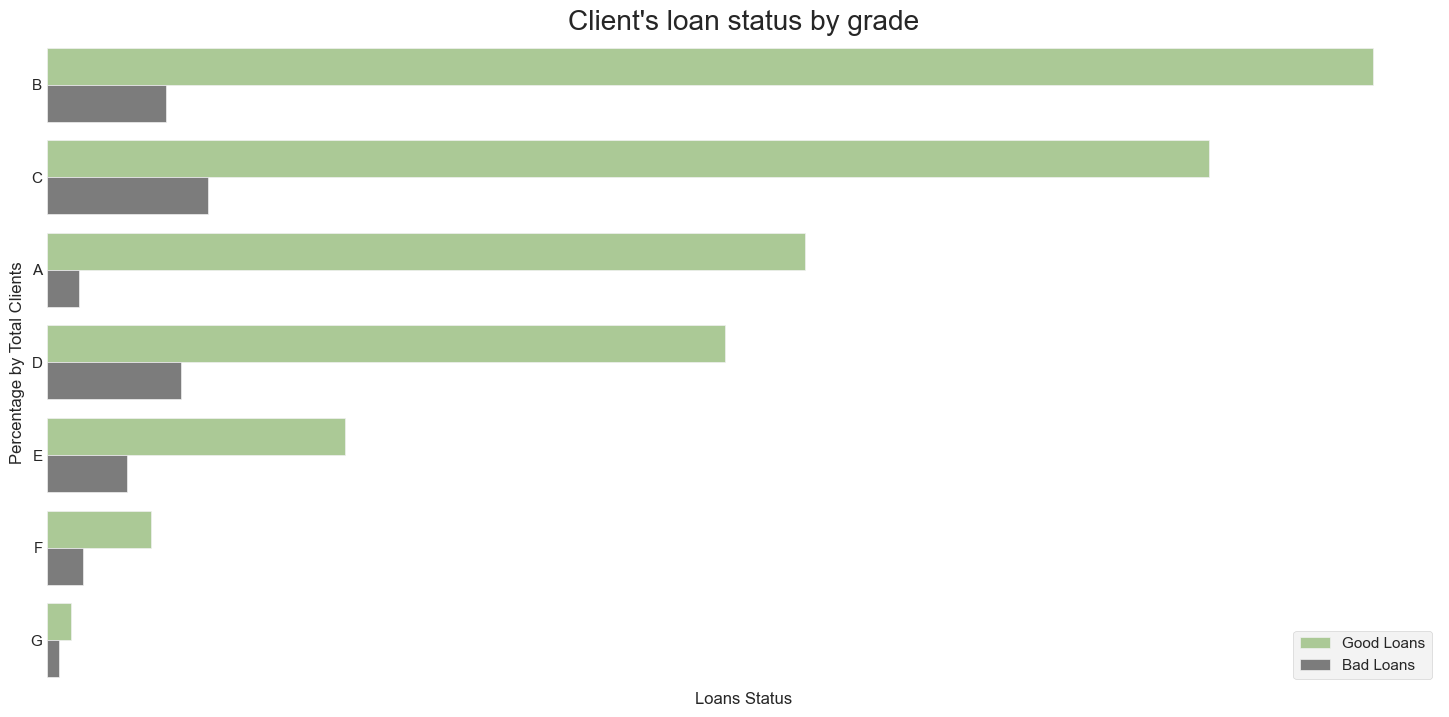 Client's loan status by grade
Percentage by Total Clients
B
C
A
D
E
F
G
Good Loans
Bad Loans
Loans Status